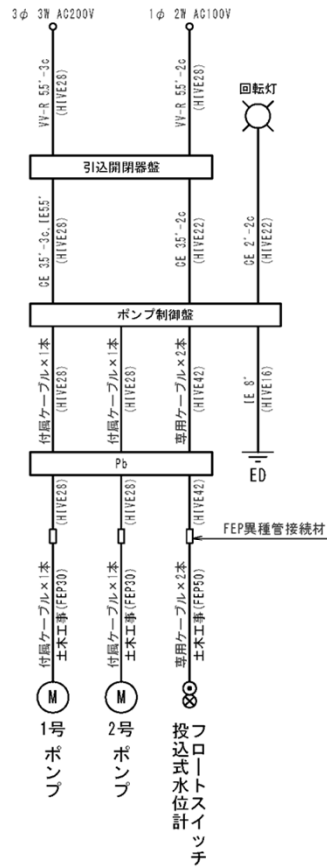 3φ 3W AC200V
1φ 2W AC100V
VV-R 5.5°-3c
(HIVE28)
VV-R 5.5°-2c
(HIVE28)
回転灯
引込開閉器盤
CE 3.5°-3c, IE5.5°
(HIVE28)
CE 3.5°-2c
(HIVE22)
CE 2°-2c
(HIVE22)
ポンプ制御盤
付属ケーブル×1本
(HIVE28)
付属ケーブル×1本
(HIVE28)
専用ケーブル×2本
(HIVE42)
IE 8°
(HIVE16)
ED
Pb
(HIVE28)
(HIVE28)
(HIVE42)
FEP異種管接続材
付属ケーブル×1本
土木工事(FEP30)
付属ケーブル×1本
土木工事(FEP30)
専用ケーブル×2本
土木工事(FEP50)
M
M
1号ポンプ
2号ポンプ
フロートスイッチ
投込式水位計